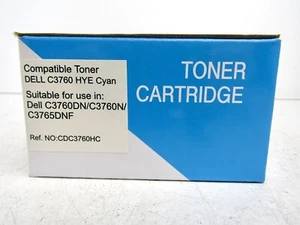 Compatible Toner
DELL C3760 HYE Cyan
Suitable for use in:
Dell C3760DN/C3760N/
C3765DNF
Ref. NO:CDC3760HC
TONER
CARTRIDGE